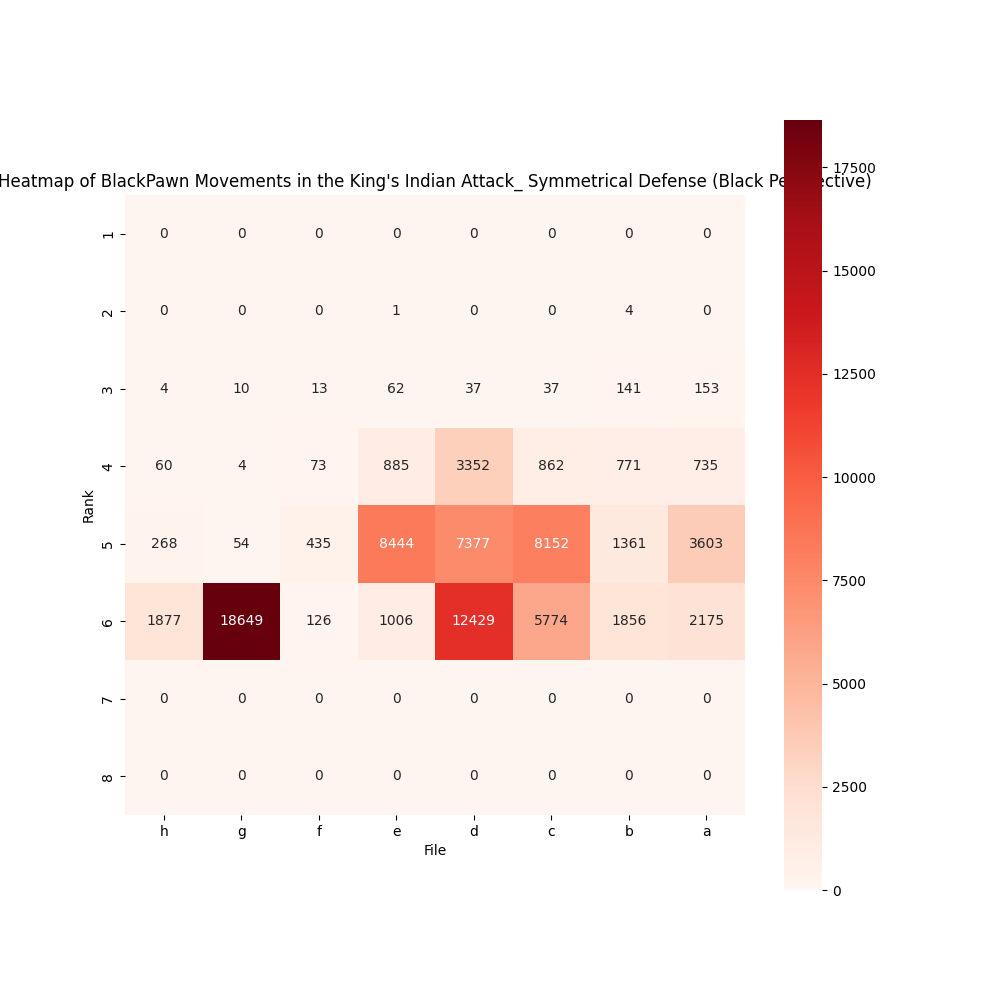 Heatmap of BlackPawn Movements in the King's Indian Attack_ Symmetrical Defense (Black Pe ective)
17500
1 0 0 0 0 0 0 0 0
15000
2 0 0 0 1 0 0 4 0
3 4 10 13 62 37 37 141 153
12500
4 60 4 73 885 3352 862 771 735
10000
Rank
5 268 54 435 8444 7377 8152 1361 3603
7500
6 1877 18649 126 1006 12429 5774 1856 2175
5000
7 0 0 0 0 0 0 0 0
8 0 0 0 0 0 0 0 0
2500
h g f e d c b a
File
0